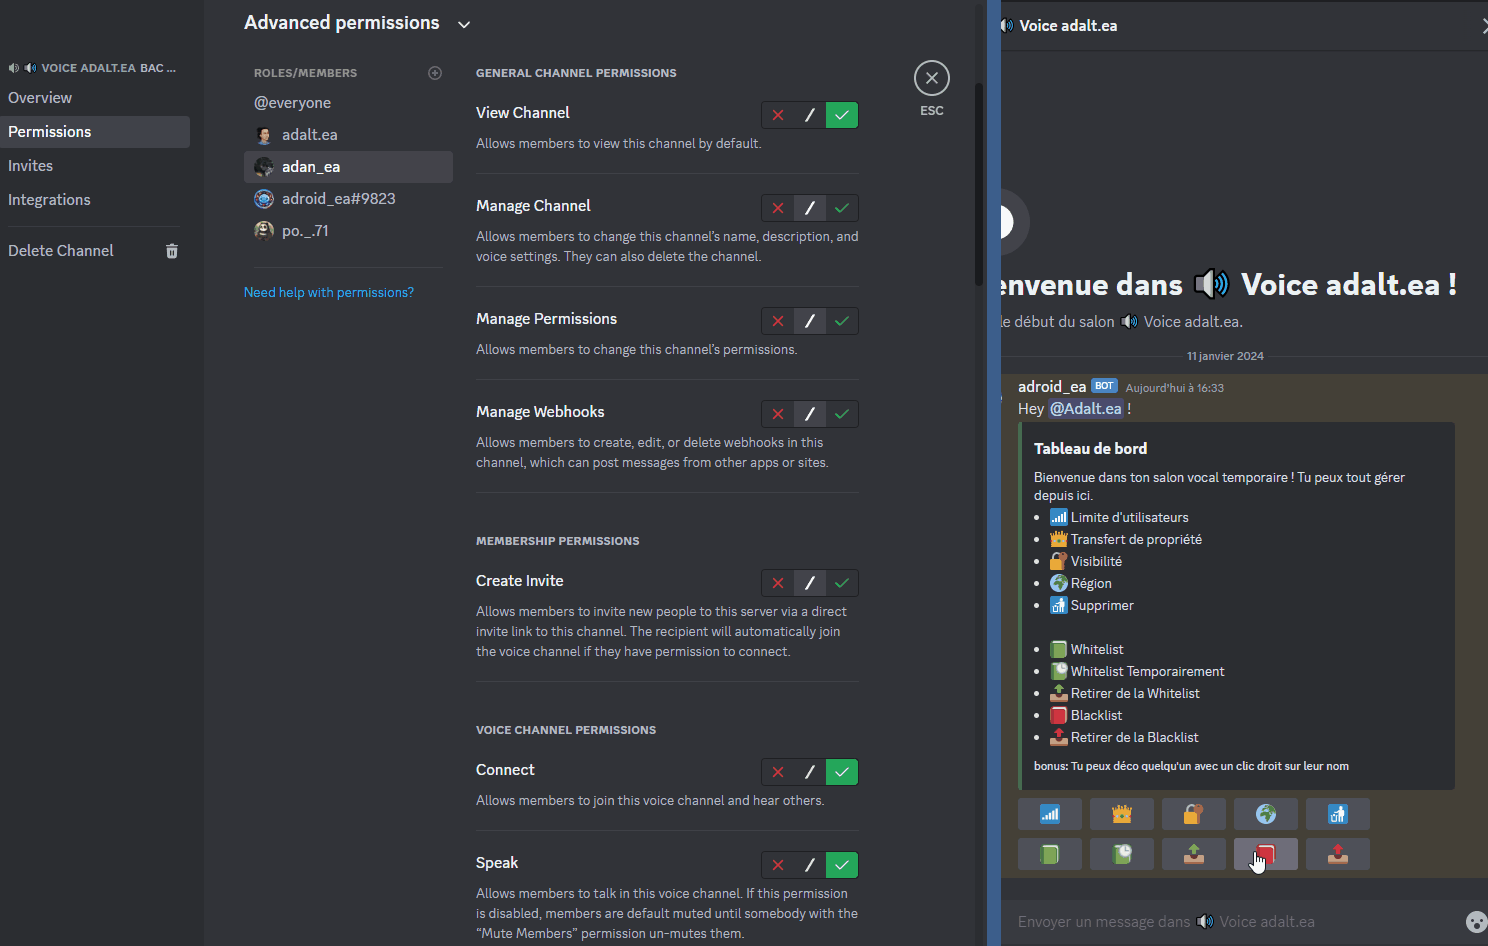 VOICE ADALT.EA BAC ...
Overview
Permissions
Invites
Integrations
Delete Channel
Advanced permissions
ROLES/MEMBERS
@everyone
adalt.ea
adan_ea
adroid_ea#9823
po._.71
Need help with permissions?
GENERAL CHANNEL PERMISSIONS
View Channel
Allows members to view this channel by default.
Manage Channel
Allows members to change this channel's name, description, and
voice settings. They can also delete the channel.
Manage Permissions
Allows members to change this channel's permissions.
Manage Webhooks
Allows members to create, edit, or delete webhooks in this
channel, which can post messages from other apps or sites.
MEMBERSHIP PERMISSIONS
Create Invite
Allows members to invite new people to this server via a direct
invite link to this channel. The recipient will automatically join
the voice channel if they have permission to connect.
VOICE CHANNEL PERMISSIONS
Connect
Allows members to join this voice channel and hear others.
Speak
Allows members to talk in this voice channel. If this permission
is disabled, members are default muted until somebody with the
"Mute Members" permission un-mutes them.
ESC
Voice adalt.ea
envenue dans Voice adalt.ea !
le début du salon Voice adalt.ea.
11 janvier 2024
adroid_ea BOT Aujourd'hui à 16:33
Hey @Adalt.ea !
Tableau de bord
Bienvenue dans ton salon vocal temporaire ! Tu peux tout gérer
depuis ici.
• Limite d'utilisateurs
• Transfert de propriété
• Visibilité
• Région
• Supprimer
• Whitelist
• Whitelist Temporairement
• Retirer de la Whitelist
• Blacklist
• Retirer de la Blacklist
bonus: Tu peux déco quelqu'un avec un clic droit sur leur nom
Envoyer un message dans Voice adalt.ea